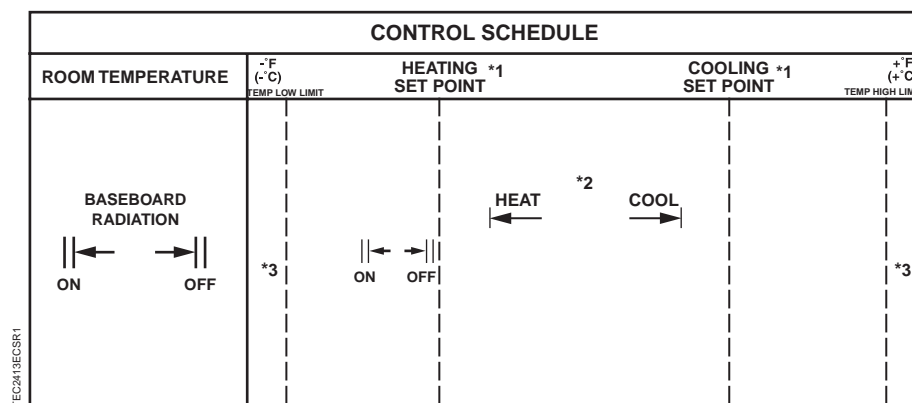 CONTROL SCHEDULE
ROOM TEMPERATURE
-°F
(-°C)
TEMP LOW LIMIT
HEATING *1
SET POINT
COOLING *1
SET POINT
+°F
(+°C
TEMP HIGH LIM
BASEBOARD
RADIATION
ON OFF
*3
ON OFF
*2
HEAT COOL
*3
TEC2413ECSR1